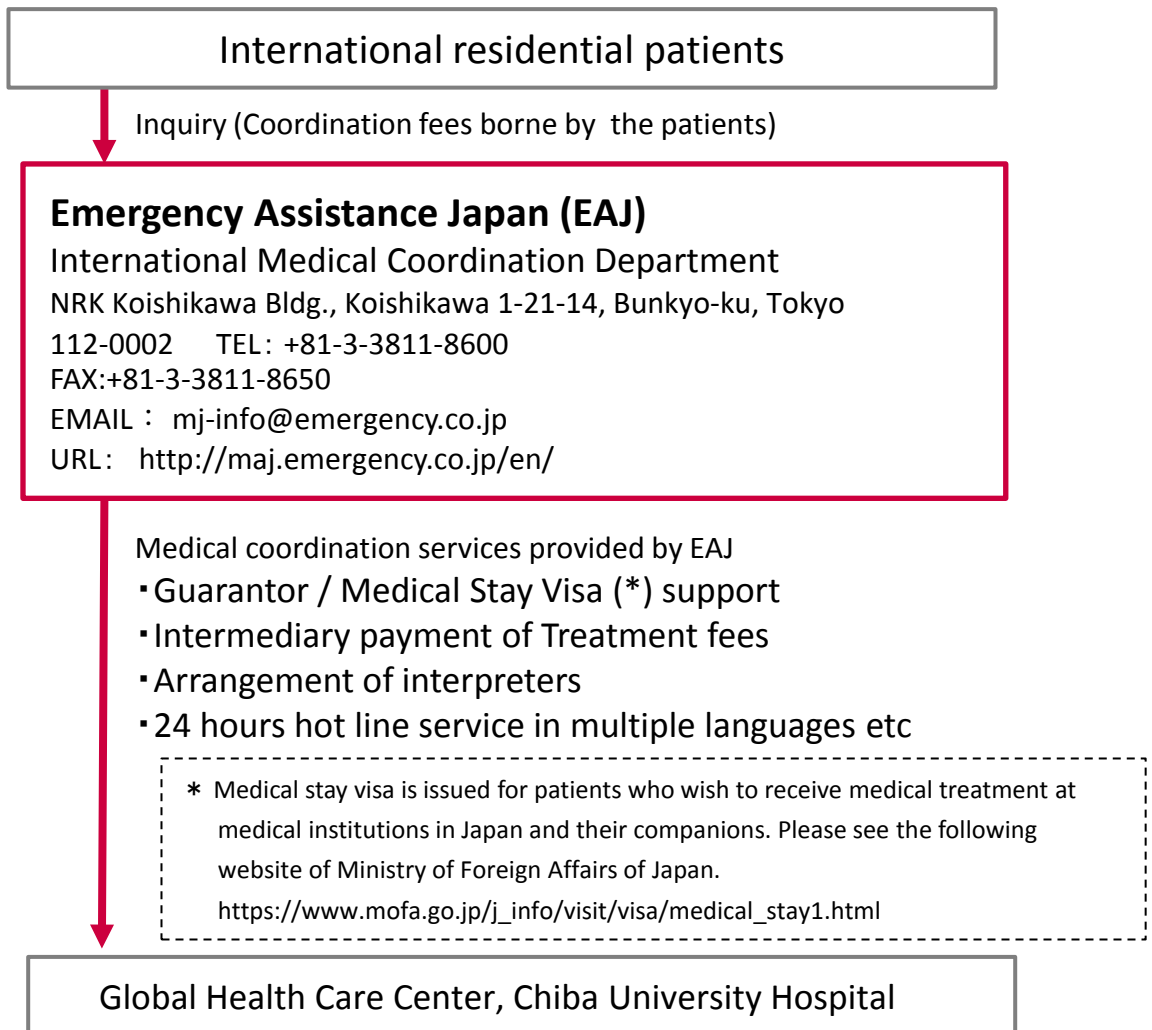 International residential patients
Inquiry (Coordination fees borne by the patients)
Emergency Assistance Japan (EAJ)
International Medical Coordination Department
NRK Koishikawa Bldg., Koishikawa 1-21-14, Bunkyo-ku, Tokyo
112-0002 TEL: +81-3-3811-8600
FAX:+81-3-3811-8650
EMAIL： mj-info@emergency.co.jp
URL: http://maj.emergency.co.jp/en/
Medical coordination services provided by EAJ
・Guarantor / Medical Stay Visa (*) support
・Intermediary payment of Treatment fees
・Arrangement of interpreters
・24 hours hot line service in multiple languages etc
* Medical stay visa is issued for patients who wish to receive medical treatment at
medical institutions in Japan and their companions. Please see the following
website of Ministry of Foreign Affairs of Japan.
https://www.mofa.go.jp/j_info/visit/visa/medical_stay1.html
Global Health Care Center, Chiba University Hospital